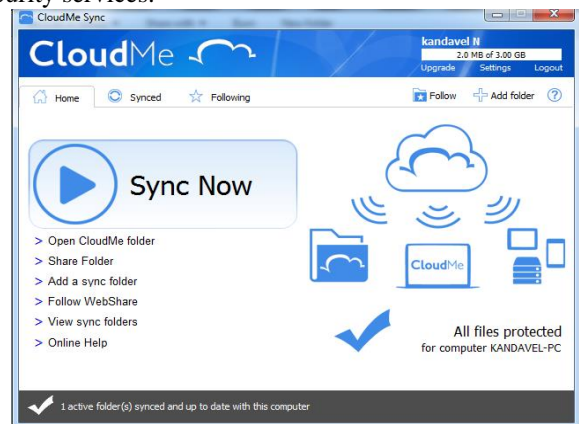 curity services.
CloudMe Sync
CloudMe
kandavel N
2.0 MB of 3.00 GB
Upgrade Settings Logout
Home Synced Following Follow Add folder ?
Sync Now
> Open CloudMe folder
> Share Folder
> Add a sync folder
> Follow WebShare
> View sync folders
> Online Help
CloudMe
All files protected
for computer KANDAVEL-PC
1 active folder(s) synced and up to date with this computer